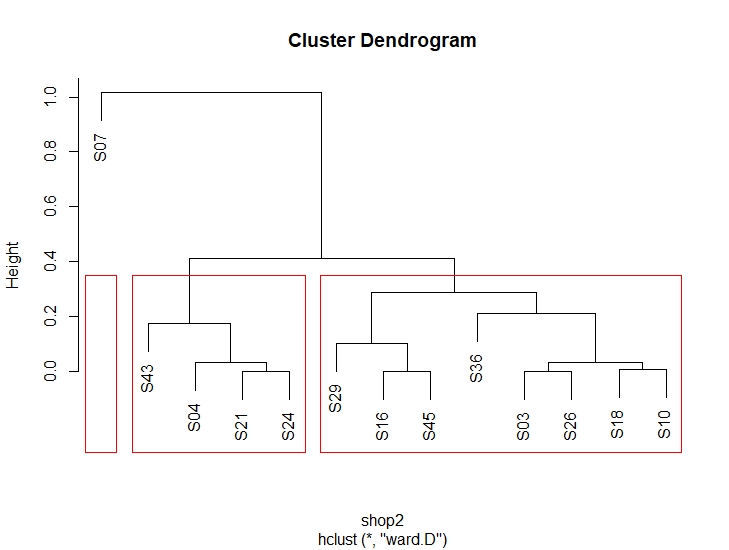 Cluster Dendrogram
Height
1.0
0.8
0.6
0.4
0.2
0.0
S07
S43
S04
S21
S24
S29
S16
S45
S36
S03
S26
S18
S10
shop2
hclust (*, "ward.D")